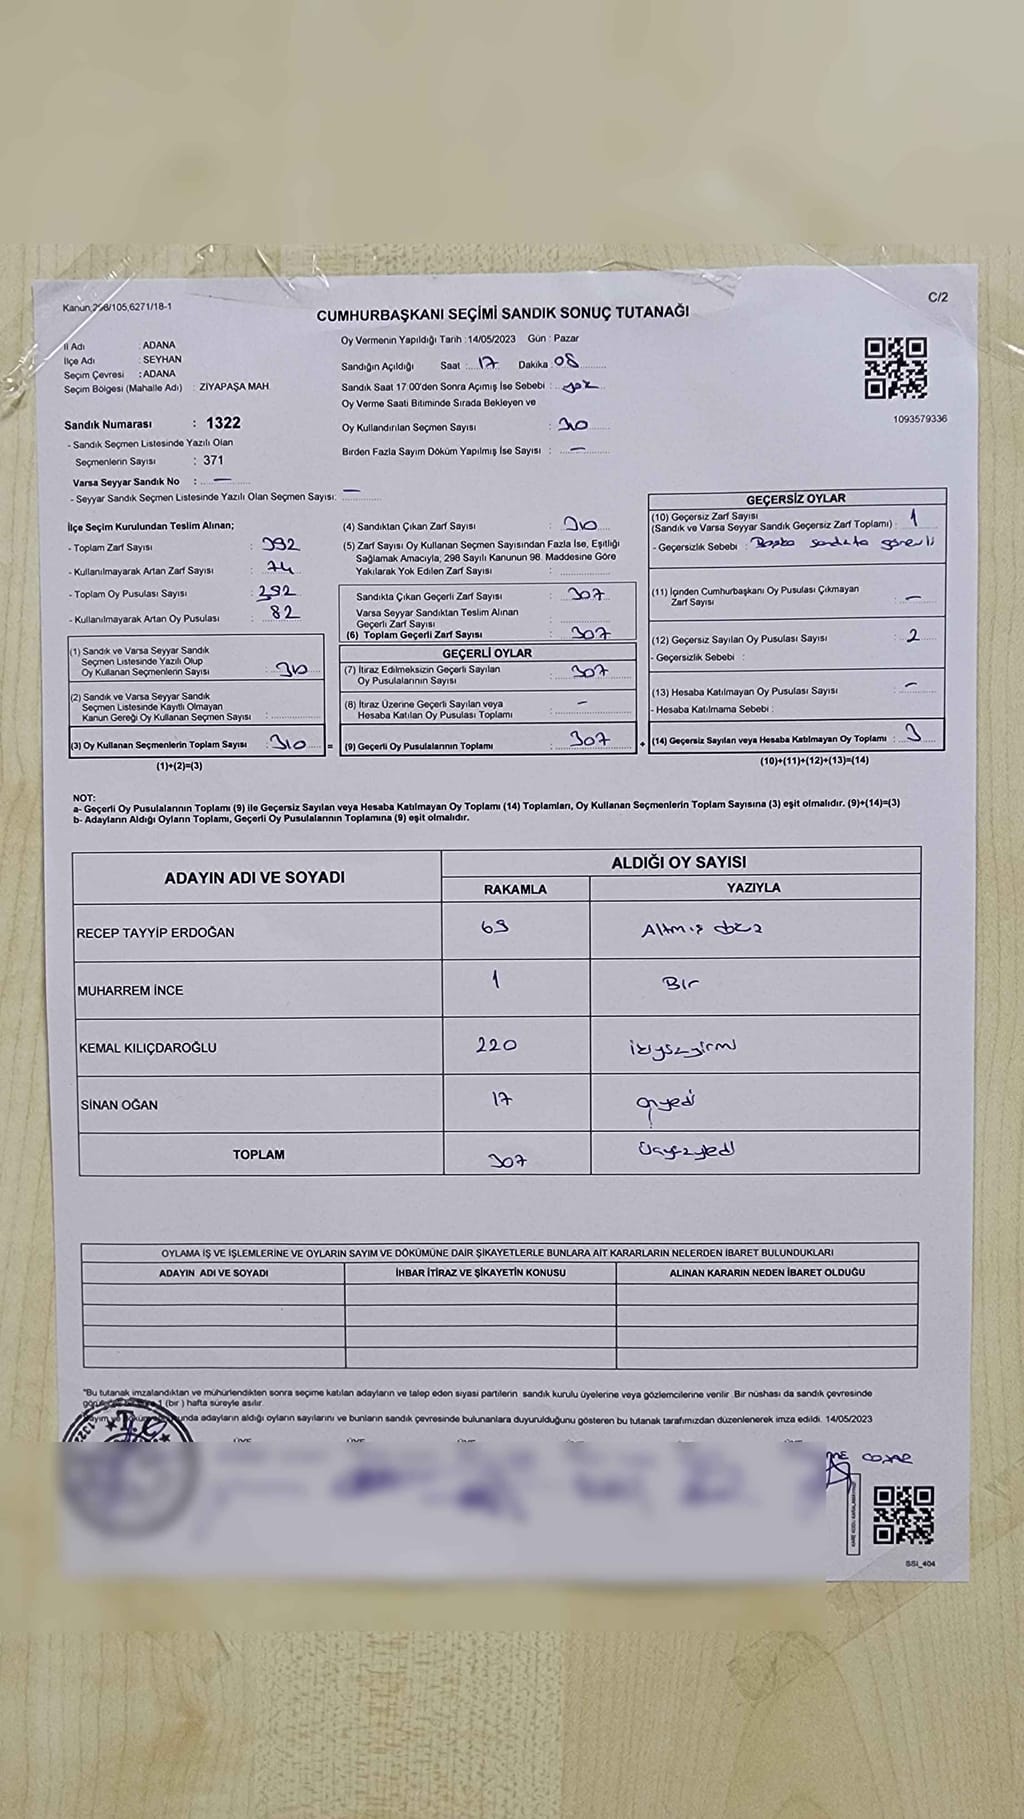 Kanun 298/105,6271/18-1
C/2
CUMHURBAŞKANI SEÇİMİ SANDIK SONUÇ TUTANAĞI
İl Adı ADANA
İlçe Adı : SEYHAN
Seçim Çevresi : ADANA
Seçim Bölgesi (Mahalle Adı) : ZİYAPAŞA MAH.
Sandık Numarası : 1322
- Sandık Seçmen Listesinde Yazılı Olan
Seçmenlerin Sayısı : 371
Varsa Seyyar Sandık No : —
- Seyyar Sandık Seçmen Listesinde Yazılı Olan Seçmen Sayısı: —
Oy Vermenin Yapıldığı Tarih : 14/05/2023 Gün : Pazar
Sandığın Açıldığı Saat : 17 Dakika : 08
Sandık Saat 17.00'den Sonra Açımış İse Sebebi : yok
Oy Verme Saati Bitiminde Sırada Bekleyen ve
Oy Kullandırılan Seçmen Sayısı : 310
Birden Fazla Sayım Döküm Yapılmış İse Sayısı : —
1093579336
İlçe Seçim Kurulundan Teslim Alınan;
- Toplam Zarf Sayısı : 392
- Kullanılmayarak Artan Zarf Sayısı : 74
- Toplam Oy Pusulası Sayısı : 392
- Kullanılmayarak Artan Oy Pusulası : 82
(1) Sandık ve Varsa Seyyar Sandık
Seçmen Listesinde Yazılı Olup
Oy Kullanan Seçmenlerin Sayısı : 310
(2) Sandık ve Varsa Seyyar Sandık
Seçmen Listesinde Kayıtlı Olmayan
Kanun Gereği Oy Kullanan Seçmen Sayısı :
(3) Oy Kullanan Seçmenlerin Toplam Sayısı : 310 =
(1)+(2)=(3)
(4) Sandıktan Çıkan Zarf Sayısı : 310
(5) Zarf Sayısı Oy Kullanan Seçmen Sayısından Fazla İse, Eşitliği
Sağlamak Amacıyla, 298 Sayılı Kanunun 98. Maddesine Göre
Yakılarak Yok Edilen Zarf Sayısı :
Sandıkta Çıkan Geçerli Zarf Sayısı : 307
Varsa Seyyar Sandıktan Teslim Alınan
Geçerli Zarf Sayısı :
(6) Toplam Geçerli Zarf Sayısı : 307
GEÇERLİ OYLAR
(7) İtiraz Edilmeksizin Geçerli Sayılan
Oy Pusulalarının Sayısı : 307
(8) İtiraz Üzerine Geçerli Sayılan veya
Hesaba Katılan Oy Pusulası Toplamı : —
(9) Geçerli Oy Pusulalarının Toplamı : 307 +
GEÇERSİZ OYLAR
(10) Geçersiz Zarf Sayısı
(Sandık ve Varsa Seyyar Sandık Geçersiz Zarf Toplamı) : 1
- Geçersizlik Sebebi : Başka sandıkta görevli
(11) İçinden Cumhurbaşkanı Oy Pusulası Çıkmayan
Zarf Sayısı : —
(12) Geçersiz Sayılan Oy Pusulası Sayısı : 2
- Geçersizlik Sebebi :
(13) Hesaba Katılmayan Oy Pusulası Sayısı : —
- Hesaba Katılmama Sebebi :
(14) Geçersiz Sayılan veya Hesaba Katılmayan Oy Toplamı : 3
(10)+(11)+(12)+(13)=(14)
NOT:
a- Geçerli Oy Pusulalarının Toplamı (9) ile Geçersiz Sayılan veya Hesaba Katılmayan Oy Toplamı (14) Toplamları, Oy Kullanan Seçmenlerin Toplam Sayısına (3) eşit olmalıdır. (9)+(14)=(3)
b- Adayların Aldığı Oyların Toplamı, Geçerli Oy Pusulalarının Toplamına (9) eşit olmalıdır.
ADAYIN ADI VE SOYADI
ALDIĞI OY SAYISI
RAKAMLA YAZIYLA
RECEP TAYYİP ERDOĞAN 69 Altmış dokuz
MUHARREM İNCE 1 Bir
KEMAL KILIÇDAROĞLU 220 ikiyüzyirmi
SİNAN OĞAN 17 onyedi
TOPLAM 307 Üçyüzyedi
OYLAMA İŞ VE İŞLEMLERİNE VE OYLARIN SAYIM VE DÖKÜMÜNE DAİR ŞİKAYETLERLE BUNLARA AİT KARARLARIN NELERDEN İBARET BULUNDUKLARI
ADAYIN ADI VE SOYADI İHBAR İTİRAZ VE ŞİKAYETİN KONUSU ALINAN KARARIN NEDEN İBARET OLDUĞU
"Bu tutanak imzalandıktan ve mühürlendikten sonra seçime katılan adayların ve talep eden siyasi partilerin sandık kurulu üyelerine veya gözlemcilerine verilir. Bir nüshası da sandık çevresinde
1 (bir) hafta süreyle asılır.
adayların aldığı oyların sayılarını ve bunların sandık çevresinde bulunanlara duyurulduğunu gösteren bu tutanak tarafımızdan düzenlenerek imza edildi. 14/05/2023
T.C.
SSI_404